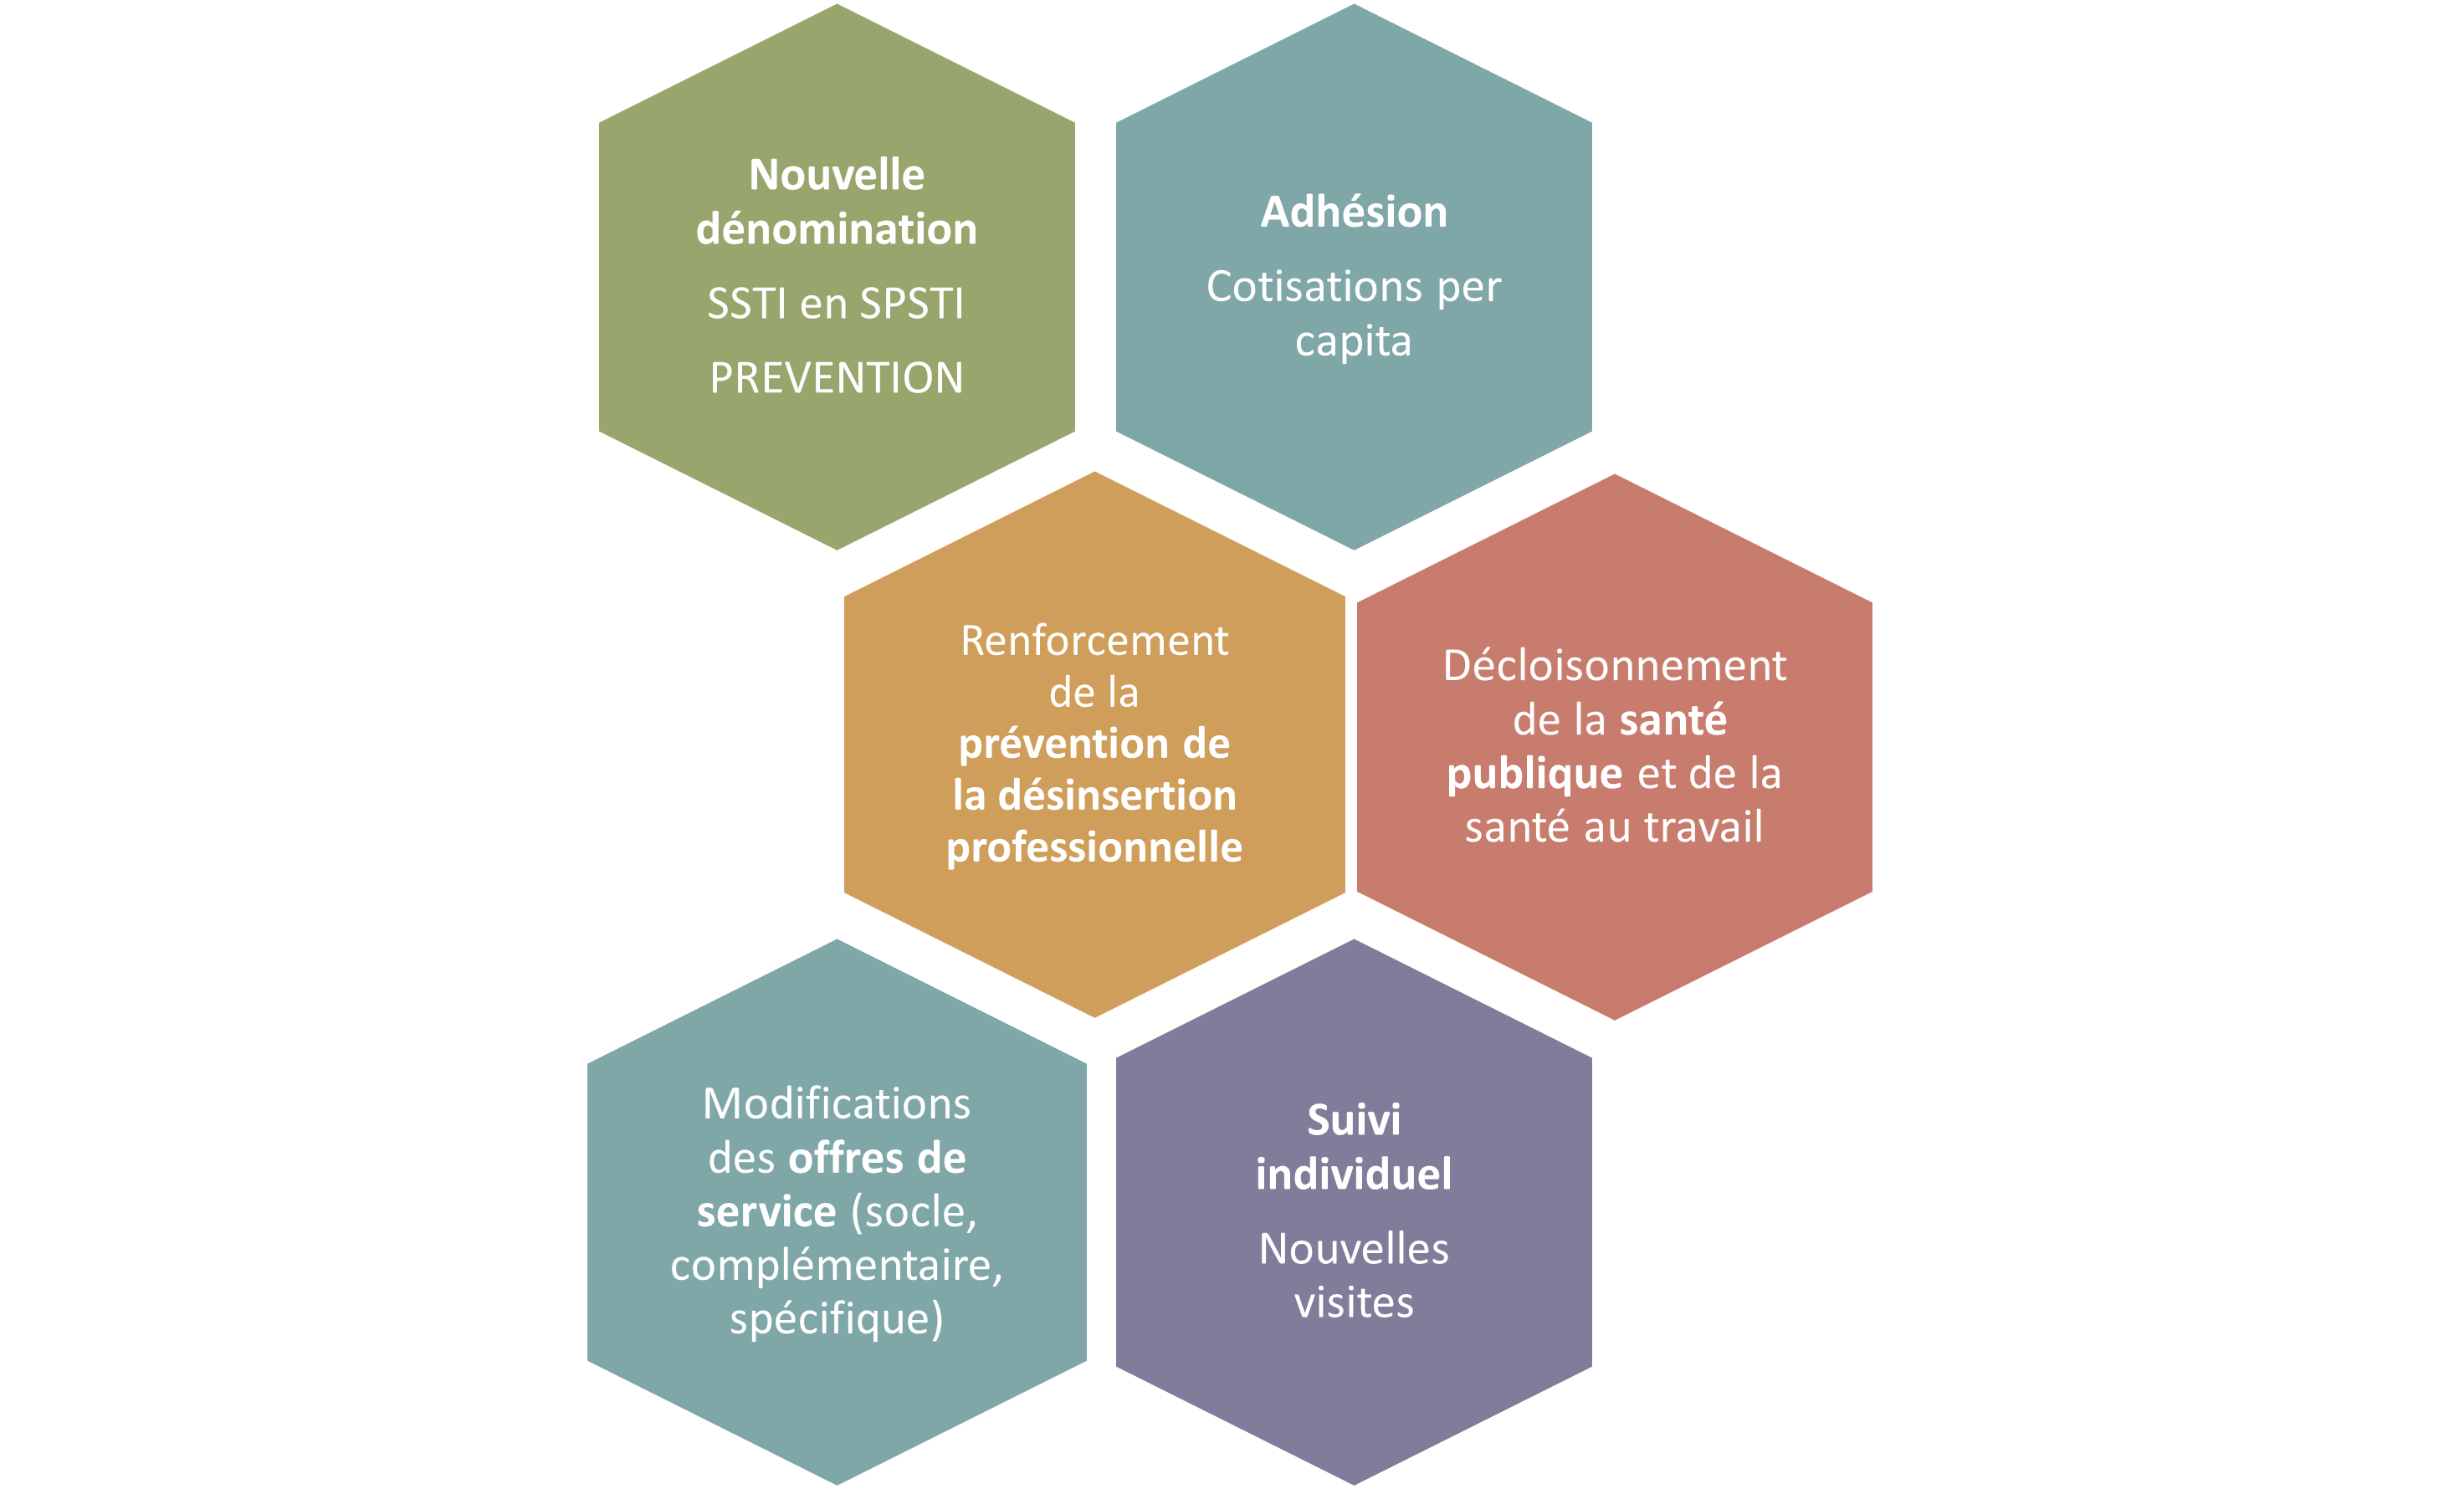 Nouvelle
dénomination
SSTI en SPSTI
PREVENTION
Adhésion
Cotisations per
capita
Renforcement
de la
prévention de
la désinsertion
professionnelle
Décloisonnement
de la santé
publique et de la
santé au travail
Modifications
des offres de
service (socle,
complémentaire,
spécifique)
Suivi
individuel
Nouvelles
visites